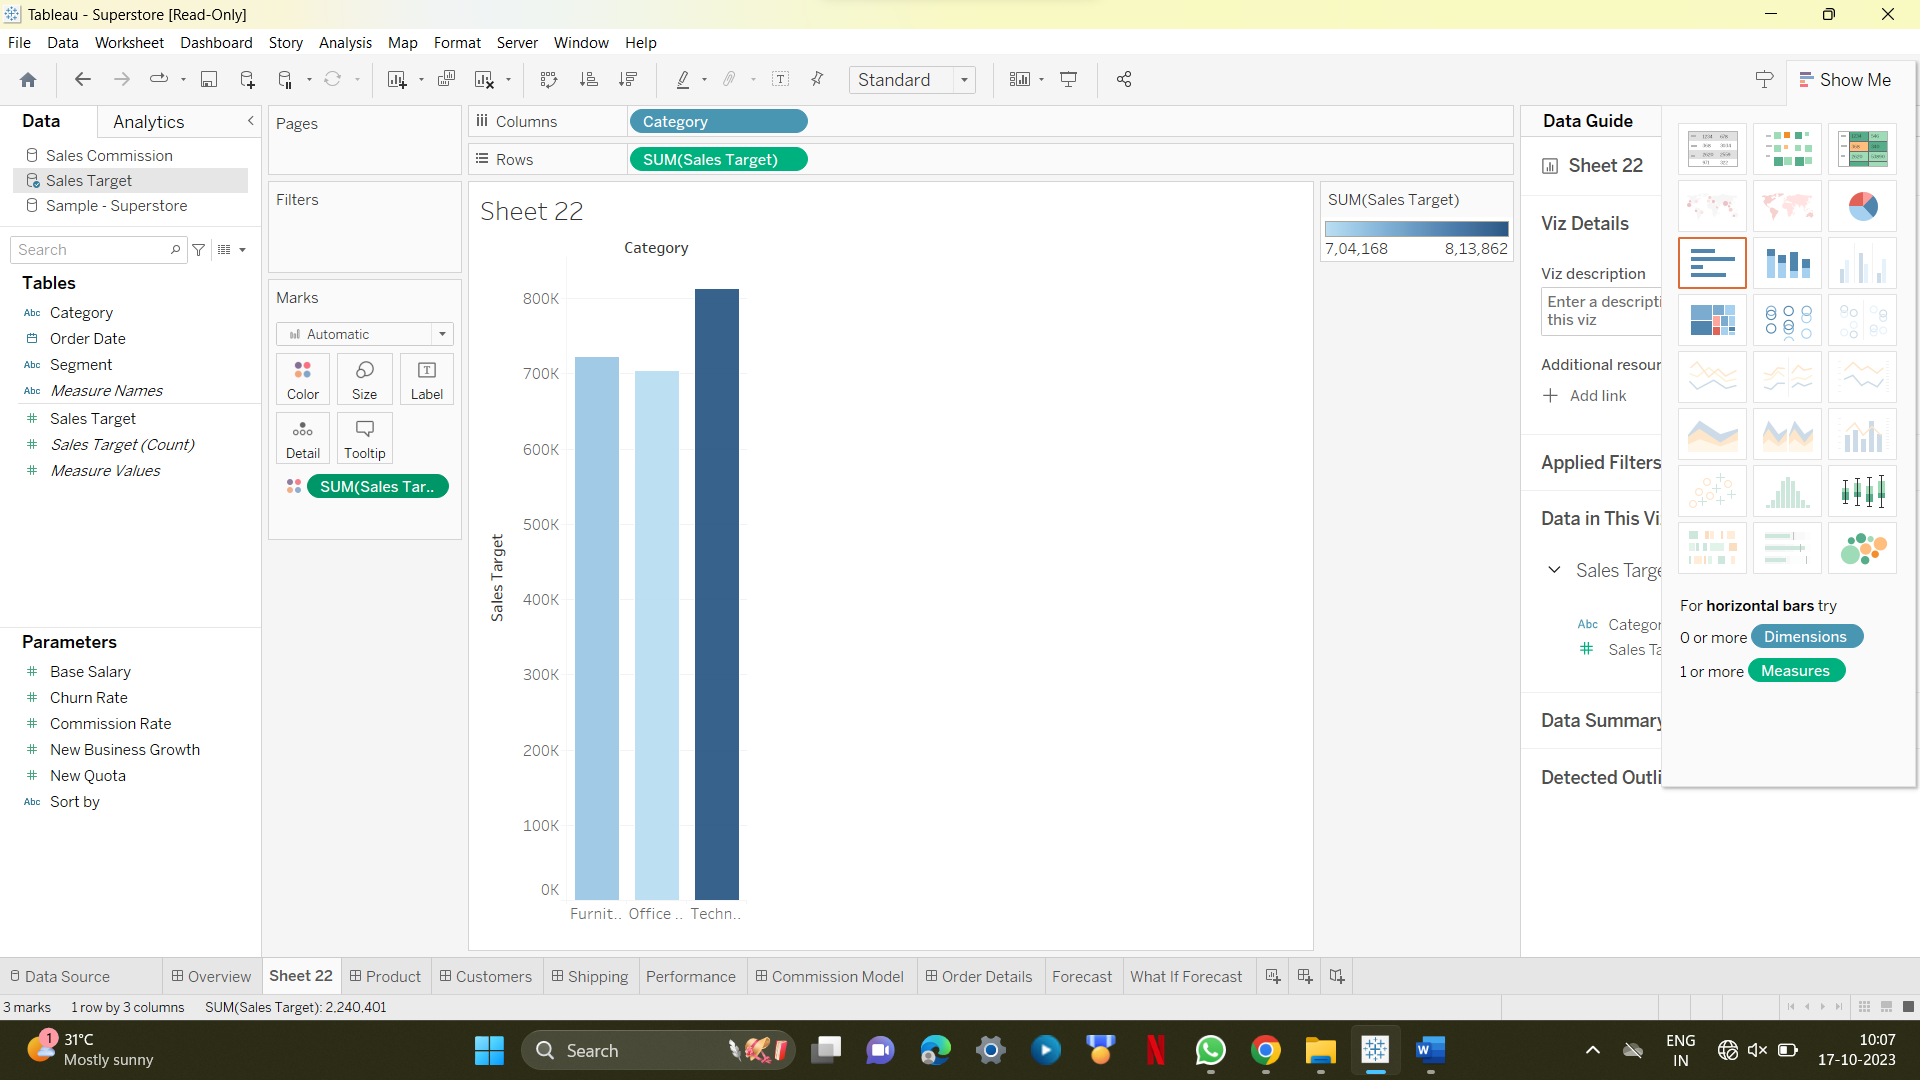 Tableau - Superstore [Read-Only]
File Data Worksheet Dashboard Story Analysis Map Format Server Window Help
Standard
Show Me
Data Analytics
Sales Commission
Sales Target
Sample - Superstore
Search
Tables
Abc Category
Order Date
Abc Segment
Abc Measure Names
Sales Target
Sales Target (Count)
Measure Values
Parameters
Base Salary
Churn Rate
Commission Rate
New Business Growth
New Quota
Abc Sort by
Pages
Filters
Marks
Automatic
Color Size Label
Detail Tooltip
SUM(Sales Tar..
Columns Category
Rows SUM(Sales Target)
Sheet 22
Category
Sales Target
800K
700K
600K
500K
400K
300K
200K
100K
0K
Furnit.. Office .. Techn..
SUM(Sales Target)
7,04,168 8,13,862
Data Guide
Sheet 22
Viz Details
Viz description
Enter a descripti
this viz
Additional resour
Add link
Applied Filters
Data in This Vi
Sales Targe
Abc Categor
Sales Ta
Data Summary
Detected Outli
For horizontal bars try
0 or more Dimensions
1 or more Measures
Data Source Overview Sheet 22 Product Customers Shipping Performance Commission Model Order Details Forecast What If Forecast
3 marks 1 row by 3 columns SUM(Sales Target): 2,240,401
1
31°C
Mostly sunny
Search
ENG
IN
10:07
17-10-2023